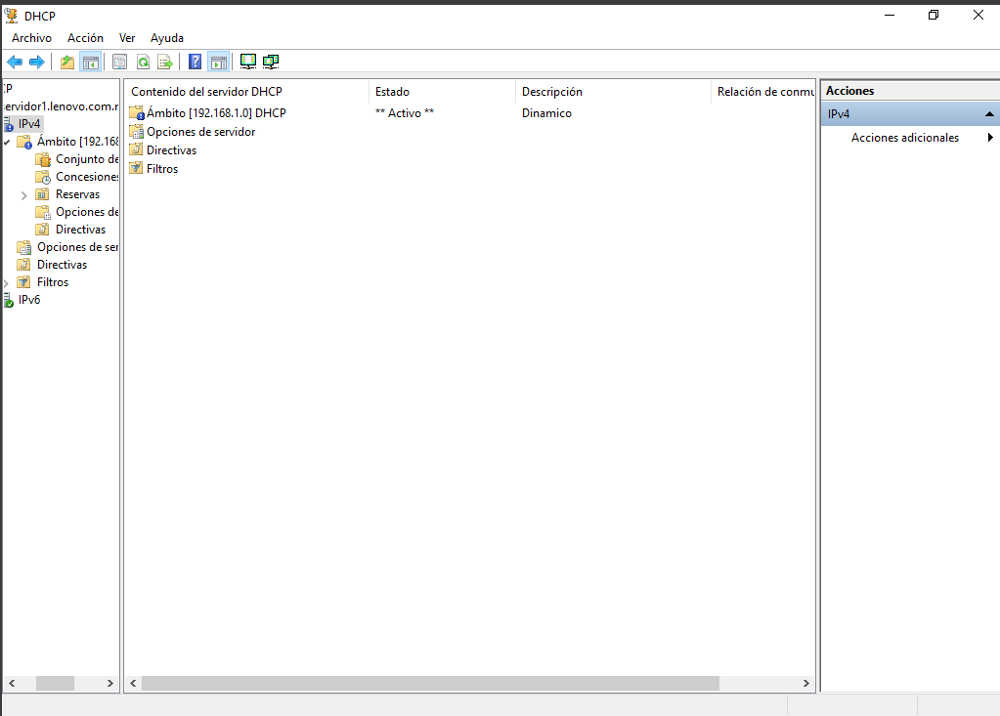 DHCP
Archivo Acción Ver Ayuda
CP
servidor1.lenovo.com.r
IPv4
Ámbito [192.168
Conjunto de
Concesiones
Reservas
Opciones de
Directivas
Opciones de ser
Directivas
Filtros
IPv6
Contenido del servidor DHCP Estado Descripción Relación de conmu
Ámbito [192.168.1.0] DHCP ** Activo ** Dinamico
Opciones de servidor
Directivas
Filtros
Acciones
IPv4
Acciones adicionales